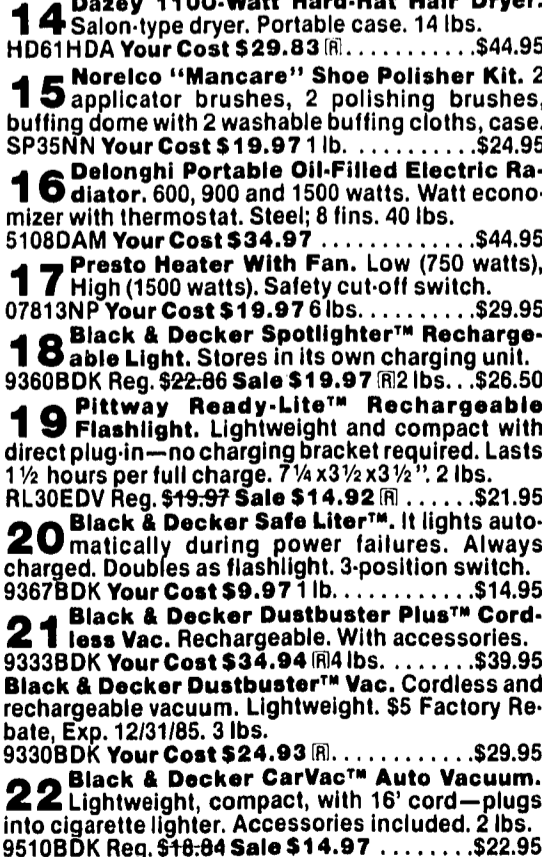 14 Dazey 1100-Watt Hard-Hat Hair Dryer.
Salon-type dryer. Portable case. 14 lbs.
HD61HDA Your Cost $29.83 R...........$44.95
15 Norelco "Mancare" Shoe Polisher Kit. 2
applicator brushes, 2 polishing brushes,
buffing dome with 2 washable buffing cloths, case.
SP35NN Your Cost $19.97 1 lb. .........$24.95
16 Delonghi Portable Oil-Filled Electric Ra-
diator. 600, 900 and 1500 watts. Watt econo-
mizer with thermostat. Steel; 8 fins. 40 lbs.
5108DAM Your Cost $34.97 ............$44.95
17 Presto Heater With Fan. Low (750 watts),
High (1500 watts). Safety cut-off switch.
07813NP Your Cost $19.97 6 lbs. ........$29.95
18 Black & Decker Spotlighter™ Recharge-
able Light. Stores in its own charging unit.
9360BDK Reg. $22.86 Sale $19.97 R 2 lbs...$26.50
19 Pittway Ready-Lite™ Rechargeable
Flashlight. Lightweight and compact with
direct plug-in—no charging bracket required. Lasts
1½ hours per full charge. 7¼x3½x3½". 2 lbs.
RL30EDV Reg. $19.97 Sale $14.92 R ......$21.95
20 Black & Decker Safe Liter™. It lights auto-
matically during power failures. Always
charged. Doubles as flashlight. 3-position switch.
9367BDK Your Cost $9.97 1 lb. ..........$14.95
21 Black & Decker Dustbuster Plus™ Cord-
less Vac. Rechargeable. With accessories.
9333BDK Your Cost $34.94 R 4 lbs. .......$39.95
Black & Decker Dustbuster™ Vac. Cordless and
rechargeable vacuum. Lightweight. $5 Factory Re-
bate, Exp. 12/31/85. 3 lbs.
9330BDK Your Cost $24.93 R............$29.95
22 Black & Decker CarVac™ Auto Vacuum.
Lightweight, compact, with 16' cord—plugs
into cigarette lighter. Accessories included. 2 lbs.
9510BDK Reg. $18.84 Sale $14.97 ........$22.95